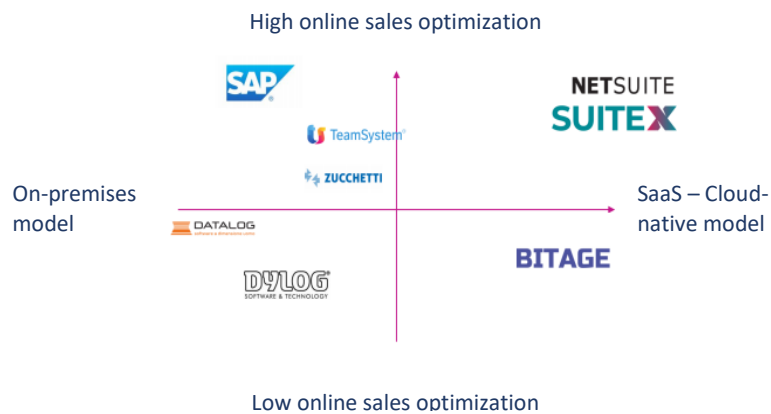 High online sales optimization
SAP
NETSUITE
SUITEX
TeamSystem
ZUCCHETTI
On-premises
model
SaaS – Cloud-
native model
DATALOG
BITAGE
DYLOG
SOFTWARE & TECHNOLOGY
Low online sales optimization